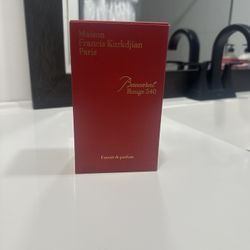 Maison
Francis Kurkdjian
Paris
Baccarat
Rouge 540
Extrait de parfum